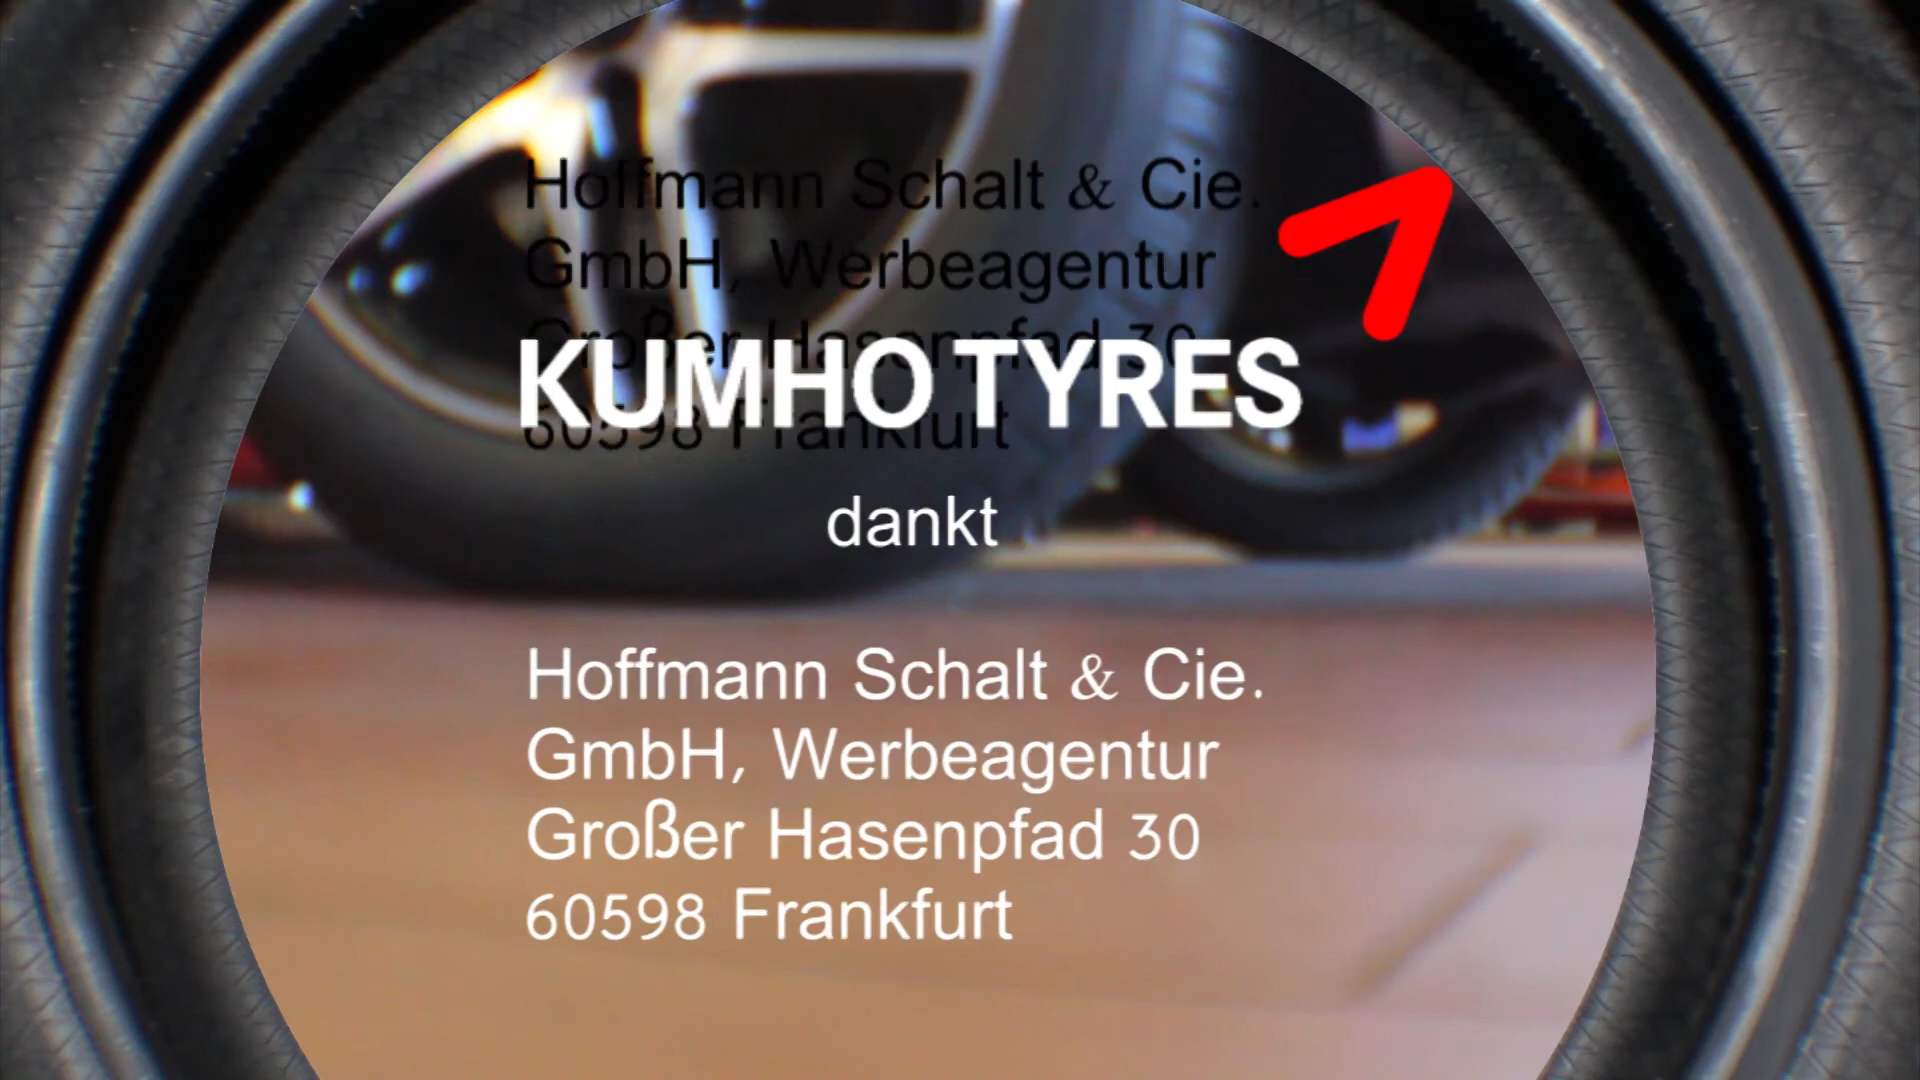 Hoffmann Schalt & Cie.
GmbH, Werbeagentur
Großer Hasenpfad 30
60598 Frankfurt
KUMHO TYRES
dankt
Hoffmann Schalt & Cie.
GmbH, Werbeagentur
Großer Hasenpfad 30
60598 Frankfurt